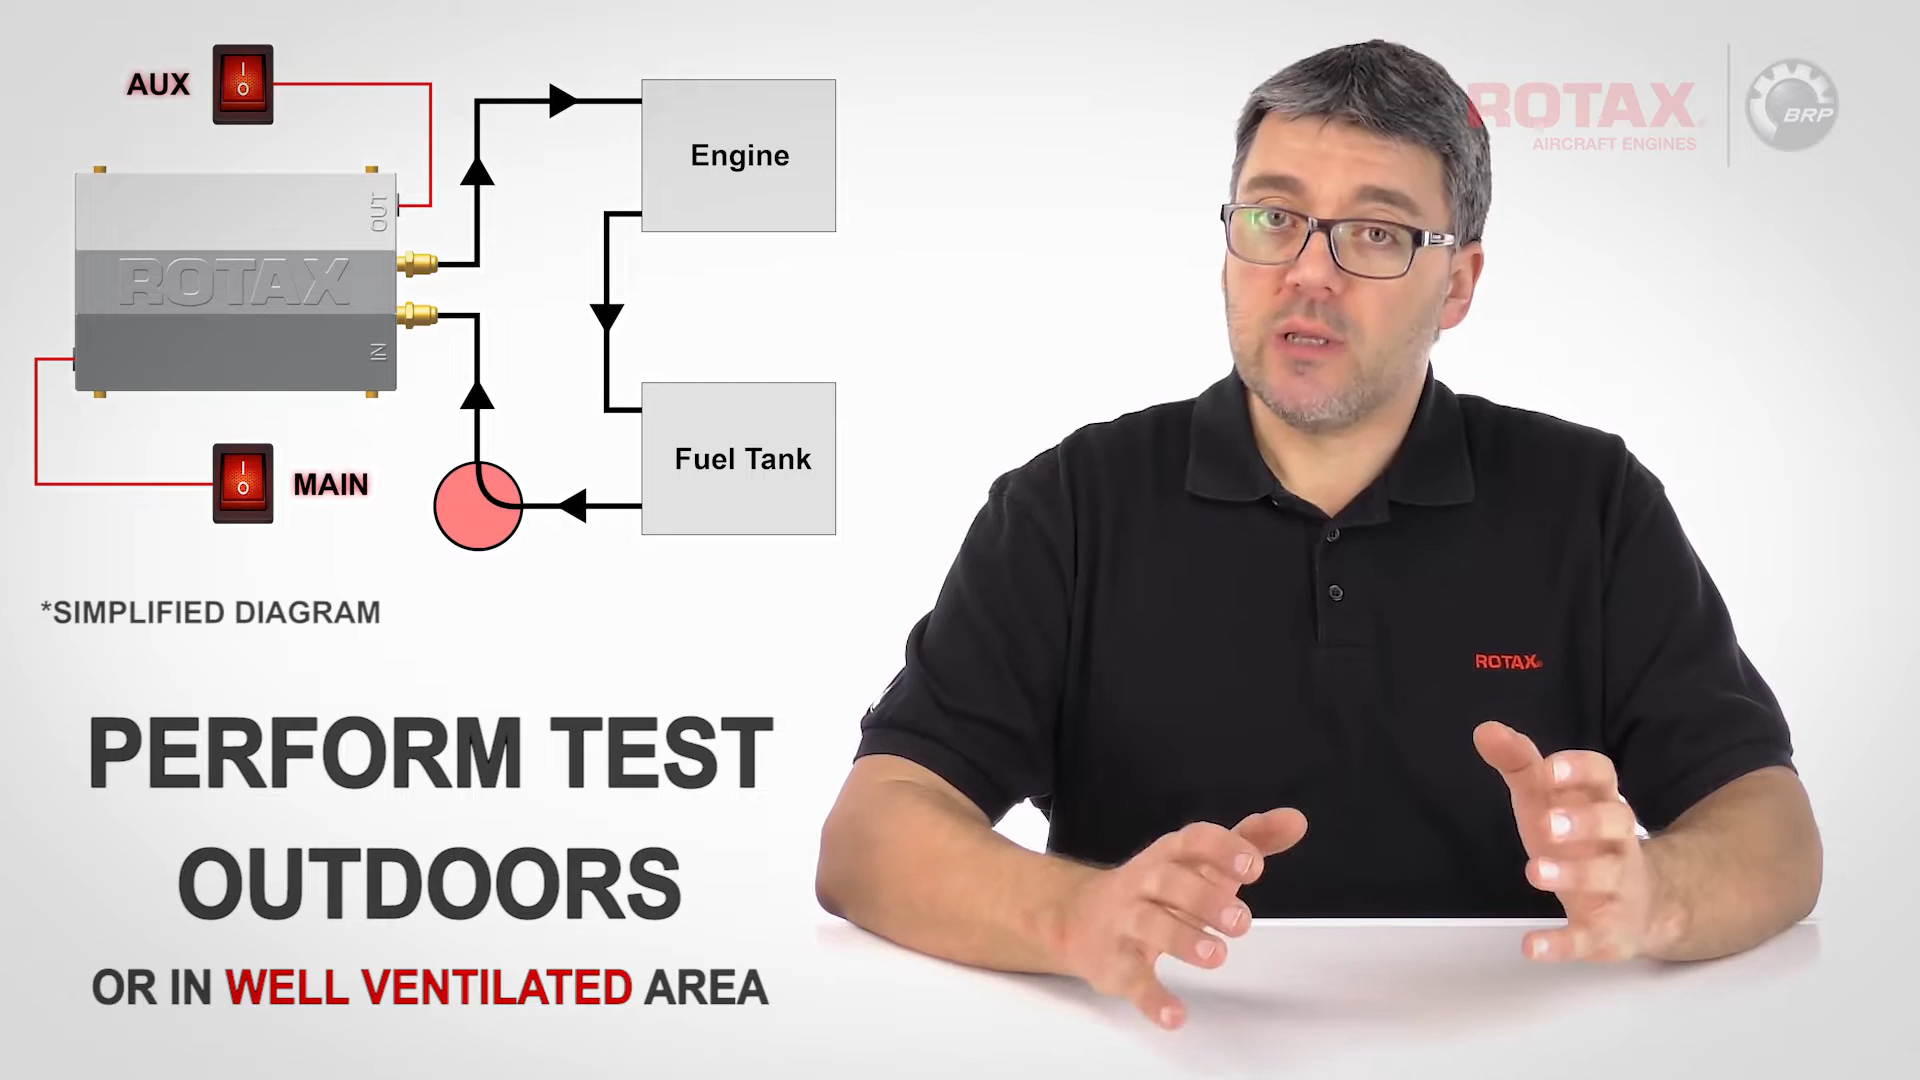 AUX
I
O
OUT
ROTAX
IN
I
O
MAIN
Engine
Fuel Tank
*SIMPLIFIED DIAGRAM
PERFORM TEST
OUTDOORS
OR IN WELL VENTILATED AREA
ROTAX
AIRCRAFT ENGINES
BRP
ROTAX